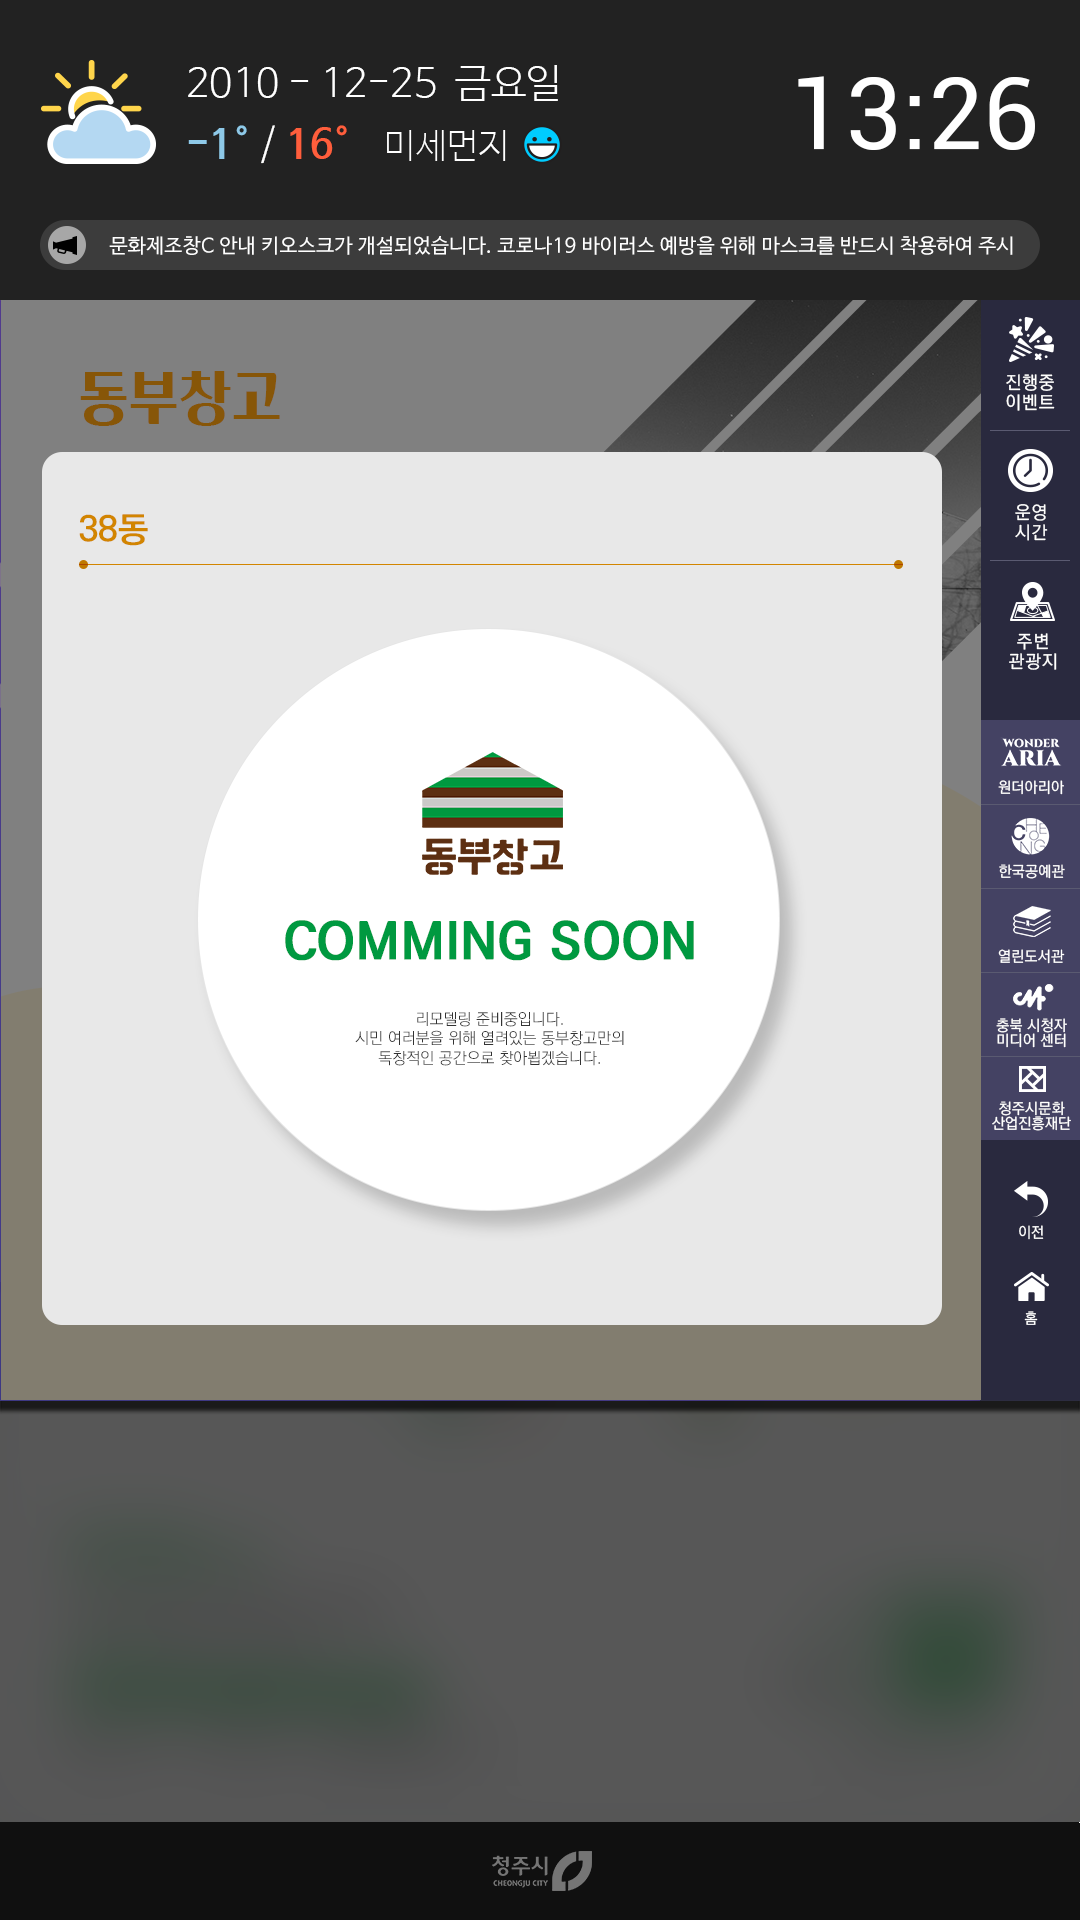 2010 - 12-25 금요일
-1° / 16° 미세먼지
13:26
문화제조창C 안내 키오스크가 개설되었습니다. 코로나19 바이러스 예방을 위해 마스크를 반드시 착용하여 주시
동부창고
38동
동부창고
COMMING SOON
리모델링 준비중입니다.
시민 여러분을 위해 열려있는 동부창고만의
독창적인 공간으로 찾아뵙겠습니다.
진행중
이벤트
운영
시간
주변
관광지
WONDER
ARIA
원더아리아
CHEONG
한국공예관
열린도서관
충북 시청자
미디어 센터
청주시문화
산업진흥재단
이전
홈
청주시
CHEONGJU CITY